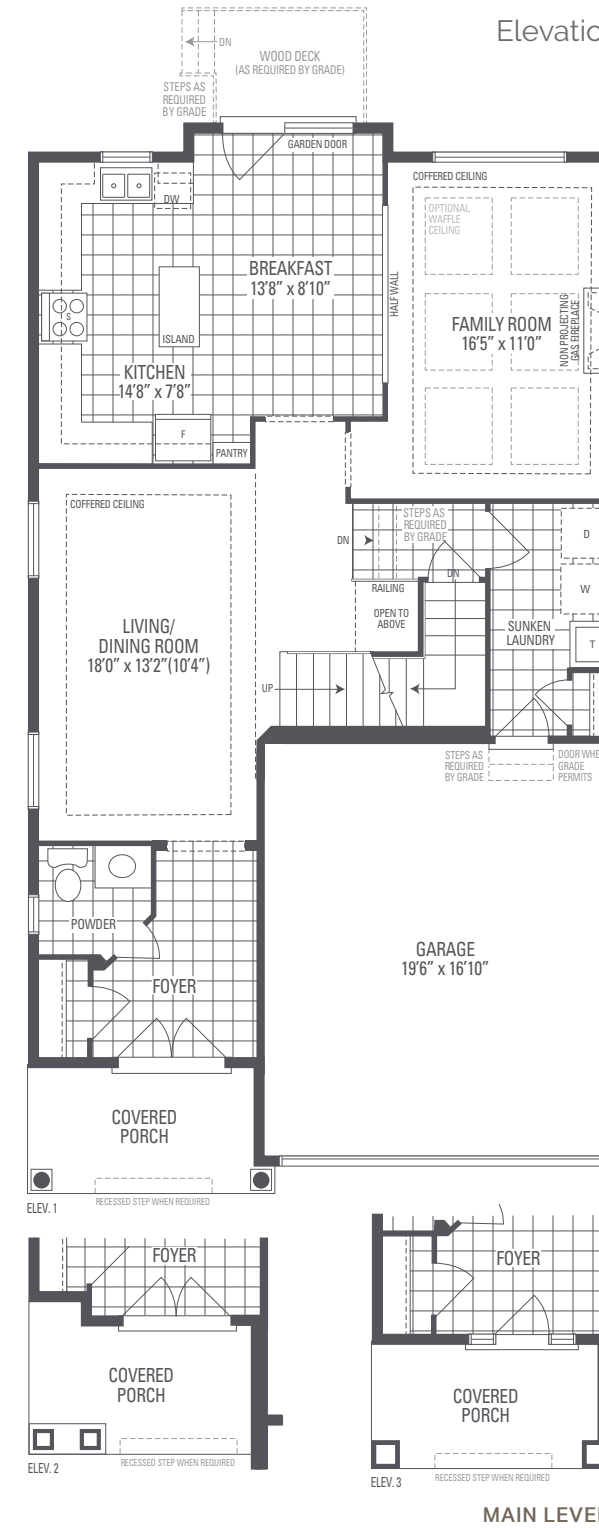 Elevatio
DN
WOOD DECK
(AS REQUIRED BY GRADE)
STEPS AS
REQUIRED
BY GRADE
GARDEN DOOR
DW
COFFERED CEILING
OPTIONAL
WAFFLE
CEILING
BREAKFAST
13'8" x 8'10"
HALF WALL
S
ISLAND
FAMILY ROOM
16'5" x 11'0"
NON PROJECTING
GAS FIREPLACE
KITCHEN
14'8" x 7'8"
F
PANTRY
COFFERED CEILING
STEPS AS
REQUIRED
BY GRADE
DN
D
DN
RAILING
W
OPEN TO
ABOVE
LIVING/
DINING ROOM
18'0" x 13'2"(10'4")
SUNKEN
LAUNDRY
T
UP
STEPS AS
REQUIRED
BY GRADE
DOOR WHE
GRADE
PERMITS
POWDER
GARAGE
19'6" x 16'10"
FOYER
COVERED
PORCH
RECESSED STEP WHEN REQUIRED
ELEV. 1
FOYER
FOYER
COVERED
PORCH
COVERED
PORCH
RECESSED STEP WHEN REQUIRED
ELEV. 2
RECESSED STEP WHEN REQUIRED
ELEV. 3
MAIN LEVEL